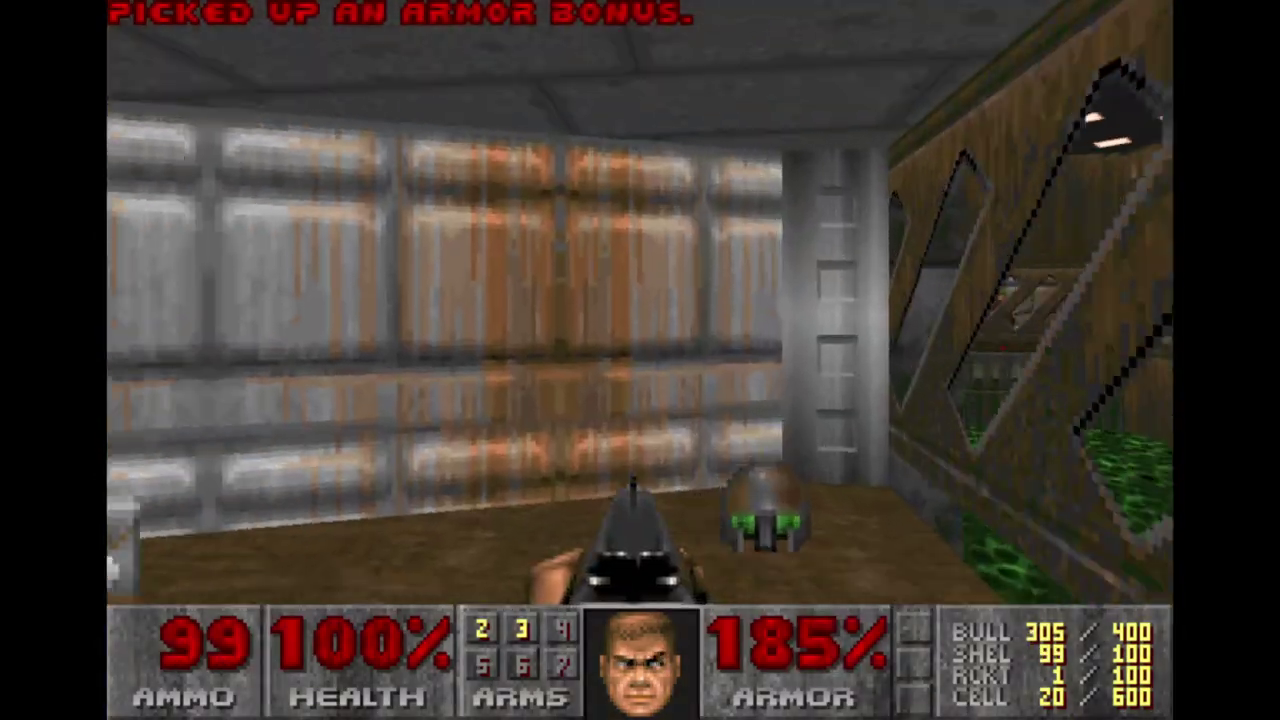 PICKED UP AN ARMOR BONUS.
99 100% 2 3 4 185% BULL 305 / 400
5 6 7 SHEL 99 / 100
RCKT 1 / 100
AMMO HEALTH ARMS ARMOR CELL 20 / 600